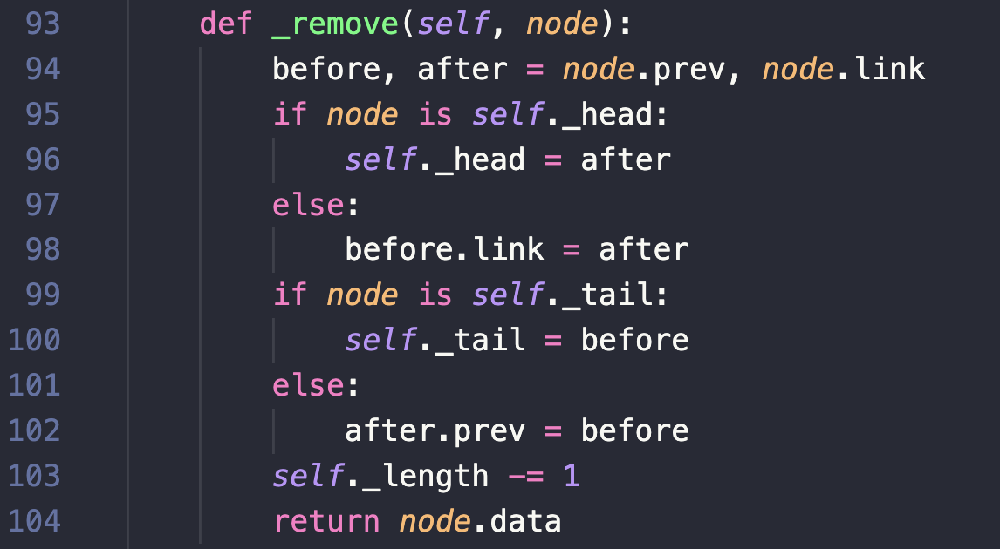 93 def _remove(self, node):
94 before, after = node.prev, node.link
95 if node is self._head:
96 self._head = after
97 else:
98 before.link = after
99 if node is self._tail:
100 self._tail = before
101 else:
102 after.prev = before
103 self._length -= 1
104 return node.data